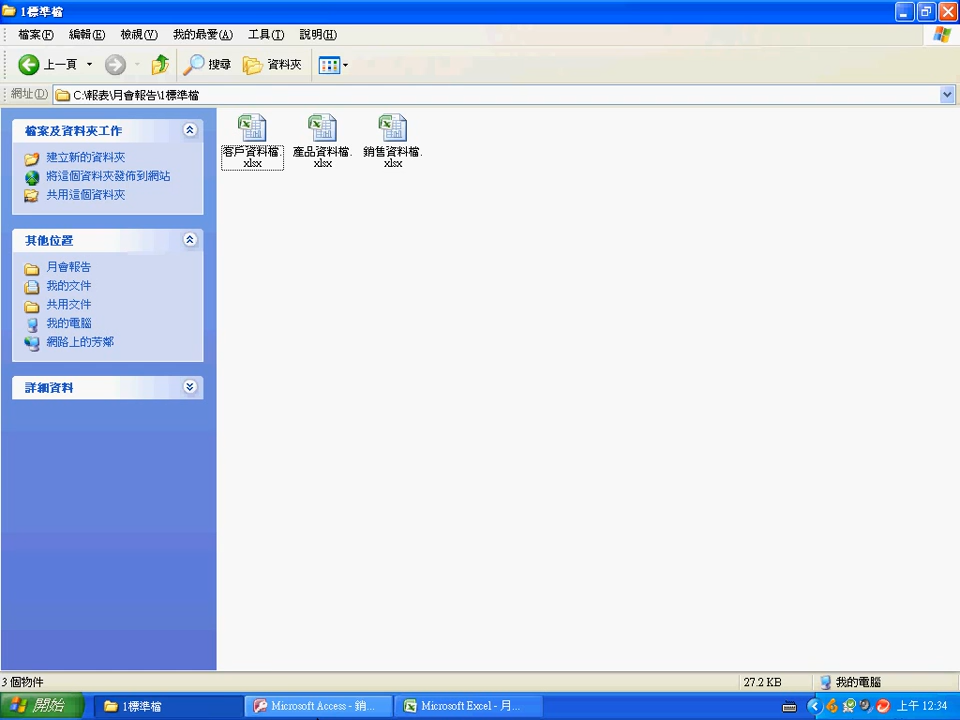 1標準檔
檔案(F) 編輯(E) 檢視(V) 我的最愛(A) 工具(T) 說明(H)
上一頁 搜尋 資料夾
網址(D) C:\報表\月會報告\1標準檔
檔案及資料夾工作
建立新的資料夾
將這個資料夾發佈到網站
共用這個資料夾
其他位置
月會報告
我的文件
共用文件
我的電腦
網路上的芳鄰
詳細資料
客戶資料檔.
xlsx
產品資料檔.
xlsx
銷售資料檔.
xlsx
3 個物件 27.2 KB 我的電腦
開始 1標準檔 Microsoft Access - 銷... Microsoft Excel - 月... 上午 12:34